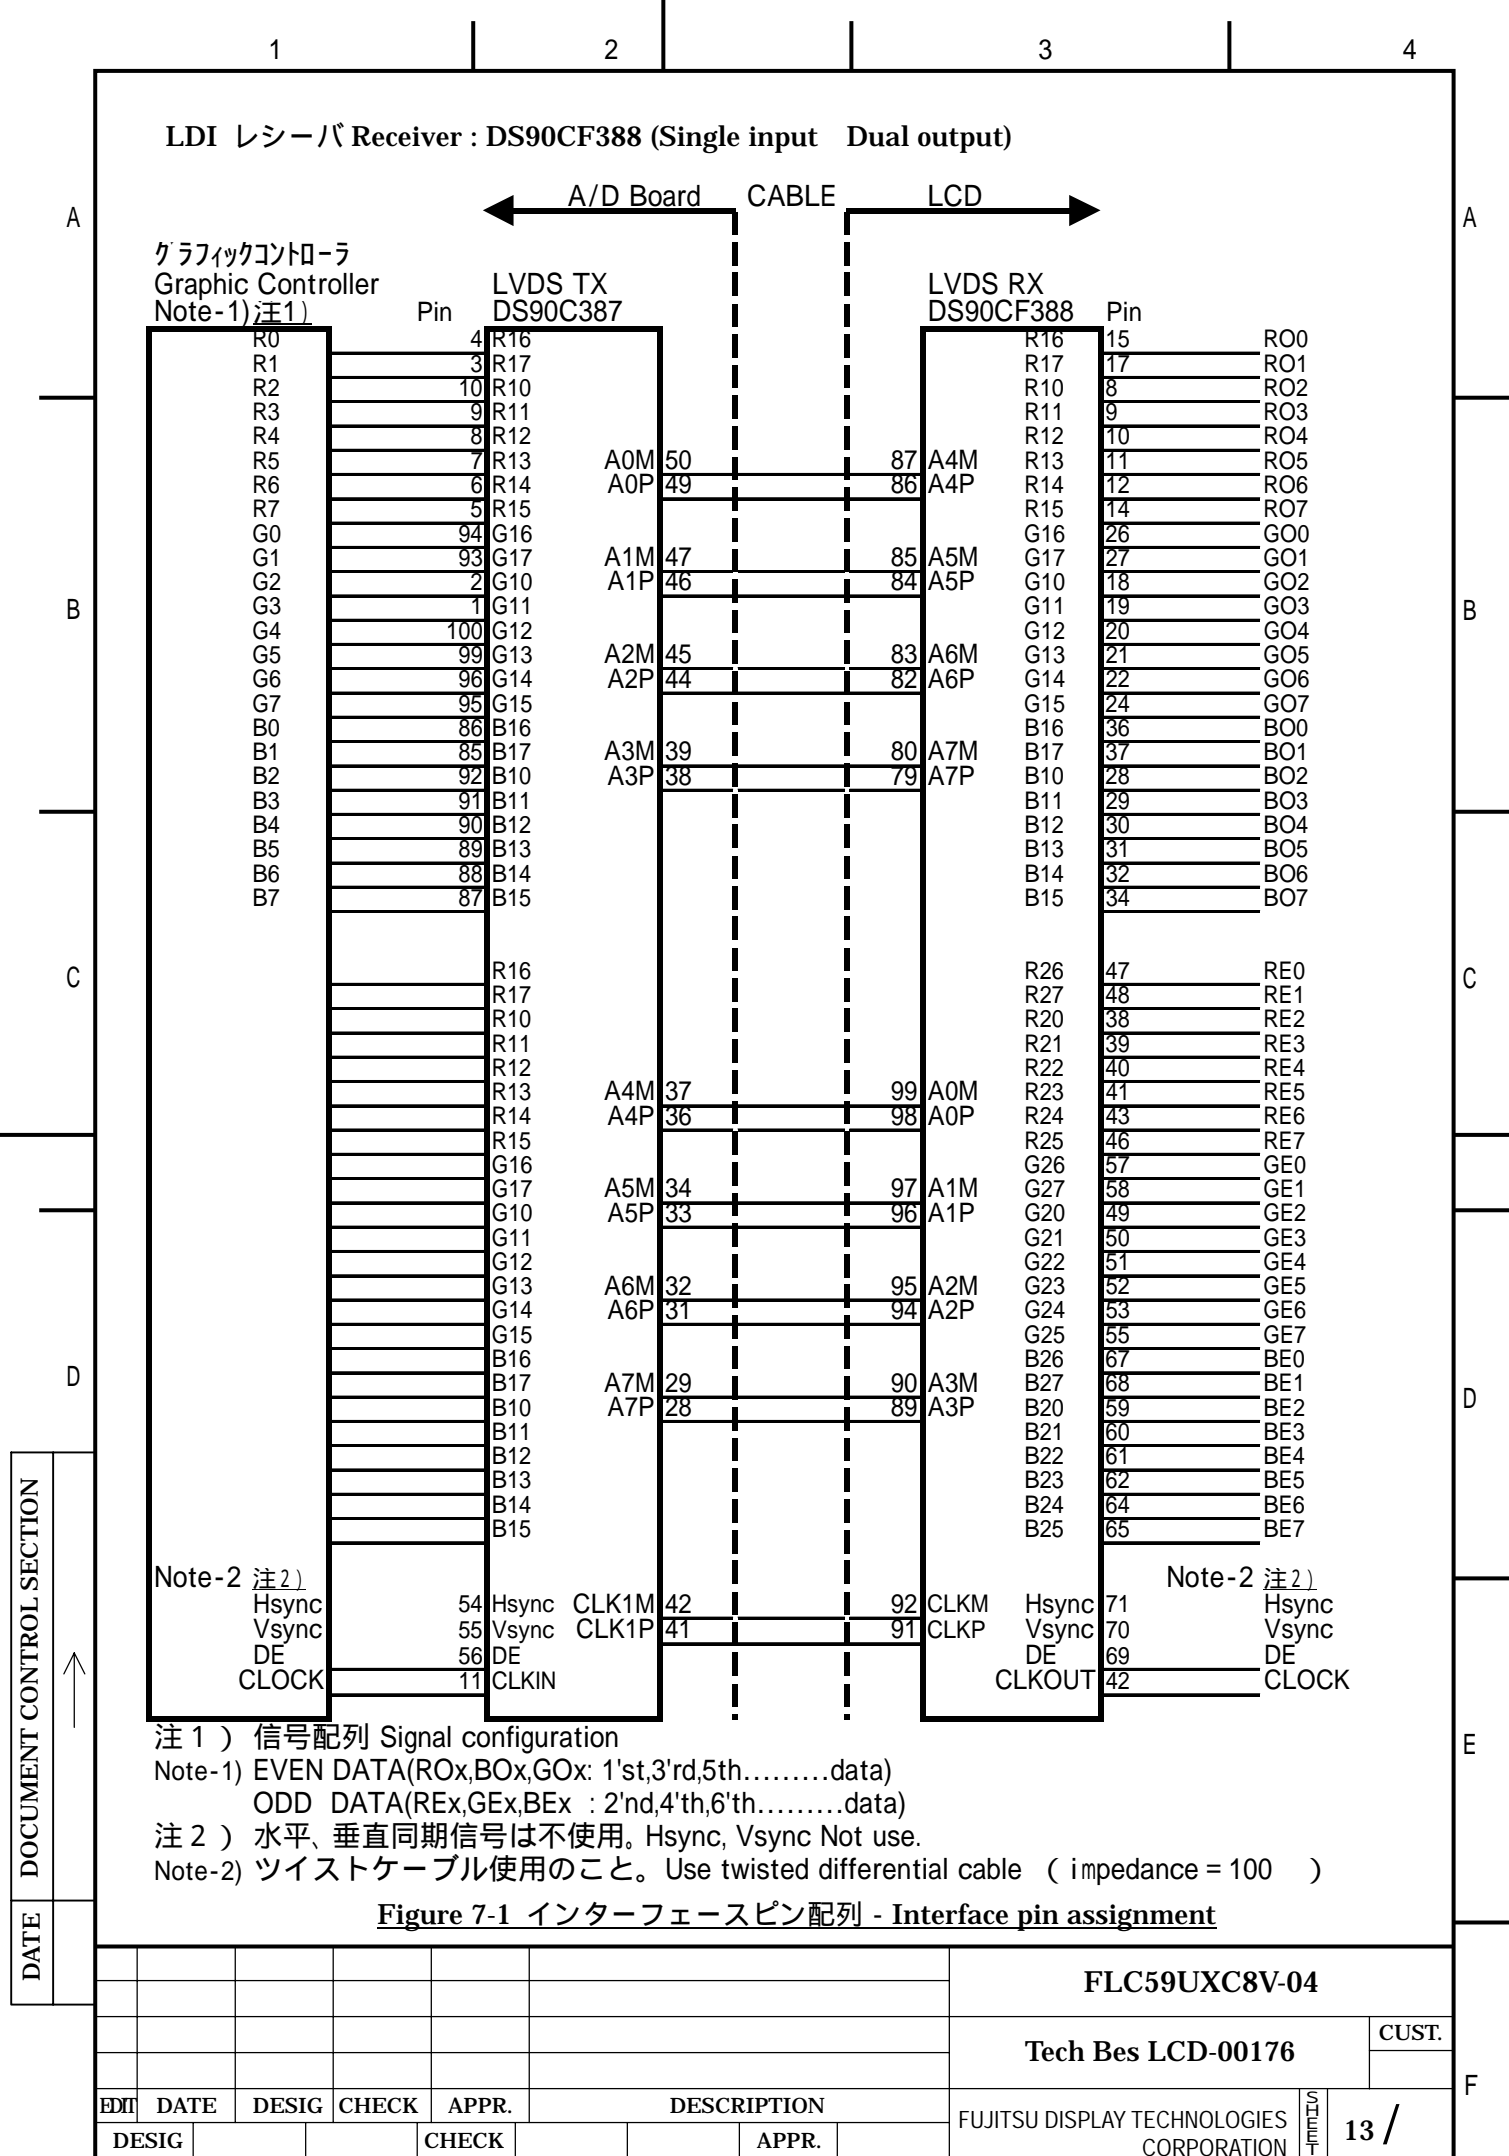 1 2 3 4
LDI レシーバ Receiver : DS90CF388 (Single input Dual output)
A/D Board CABLE LCD
A A
グラフィックコントローラ
Graphic Controller LVDS TX LVDS RX
Note-1)注1) Pin DS90C387 DS90CF388 Pin
R0 4 R16 R16 15 RO0
R1 3 R17 R17 17 RO1
R2 10 R10 R10 8 RO2
R3 9 R11 R11 9 RO3
R4 8 R12 R12 10 RO4
R5 7 R13 A0M 50 87 A4M R13 11 RO5
R6 6 R14 A0P 49 86 A4P R14 12 RO6
R7 5 R15 R15 14 RO7
G0 94 G16 G16 26 GO0
G1 93 G17 A1M 47 85 A5M G17 27 GO1
G2 2 G10 A1P 46 84 A5P G10 18 GO2
G3 1 G11 G11 19 GO3
B B
G4 100 G12 G12 20 GO4
G5 99 G13 A2M 45 83 A6M G13 21 GO5
G6 96 G14 A2P 44 82 A6P G14 22 GO6
G7 95 G15 G15 24 GO7
B0 86 B16 B16 36 BO0
B1 85 B17 A3M 39 80 A7M B17 37 BO1
B2 92 B10 A3P 38 79 A7P B10 28 BO2
B3 91 B11 B11 29 BO3
B4 90 B12 B12 30 BO4
B5 89 B13 B13 31 BO5
B6 88 B14 B14 32 BO6
B7 87 B15 B15 34 BO7
C C
R16 R26 47 RE0
R17 R27 48 RE1
R10 R20 38 RE2
R11 R21 39 RE3
R12 R22 40 RE4
R13 A4M 37 99 A0M R23 41 RE5
R14 A4P 36 98 A0P R24 43 RE6
R15 R25 46 RE7
G16 G26 57 GE0
G17 A5M 34 97 A1M G27 58 GE1
G10 A5P 33 96 A1P G20 49 GE2
G11 G21 50 GE3
G12 G22 51 GE4
G13 A6M 32 95 A2M G23 52 GE5
G14 A6P 31 94 A2P G24 53 GE6
G15 G25 55 GE7
B16 B26 67 BE0
D D
B17 A7M 29 90 A3M B27 68 BE1
B10 A7P 28 89 A3P B20 59 BE2
B11 B21 60 BE3
B12 B22 61 BE4
B13 B23 62 BE5
B14 B24 64 BE6
B15 B25 65 BE7
Note-2 注2) Note-2 注2)
Hsync 54 Hsync CLK1M 42 92 CLKM Hsync 71 Hsync
Vsync 55 Vsync CLK1P 41 91 CLKP Vsync 70 Vsync
DE 56 DE DE 69 DE
CLOCK 11 CLKIN CLKOUT 42 CLOCK
注1) 信号配列 Signal configuration
E
Note-1) EVEN DATA(ROx,BOx,GOx: 1'st,3'rd,5th.........data)
ODD DATA(REx,GEx,BEx : 2'nd,4'th,6'th.........data)
注2) 水平、垂直同期信号は不使用。Hsync, Vsync Not use.
Note-2) ツイストケーブル使用のこと。Use twisted differential cable (impedance=100 )
Figure 7-1 インターフェースピン配列 - Interface pin assignment
DOCUMENT CONTROL SECTION
DATE
FLC59UXC8V-04
Tech Bes LCD-00176
CUST.
F
EDIT DATE DESIG CHECK APPR. DESCRIPTION
DESIG CHECK APPR.
FUJITSU DISPLAY TECHNOLOGIES
CORPORATION
SHEET
13 /